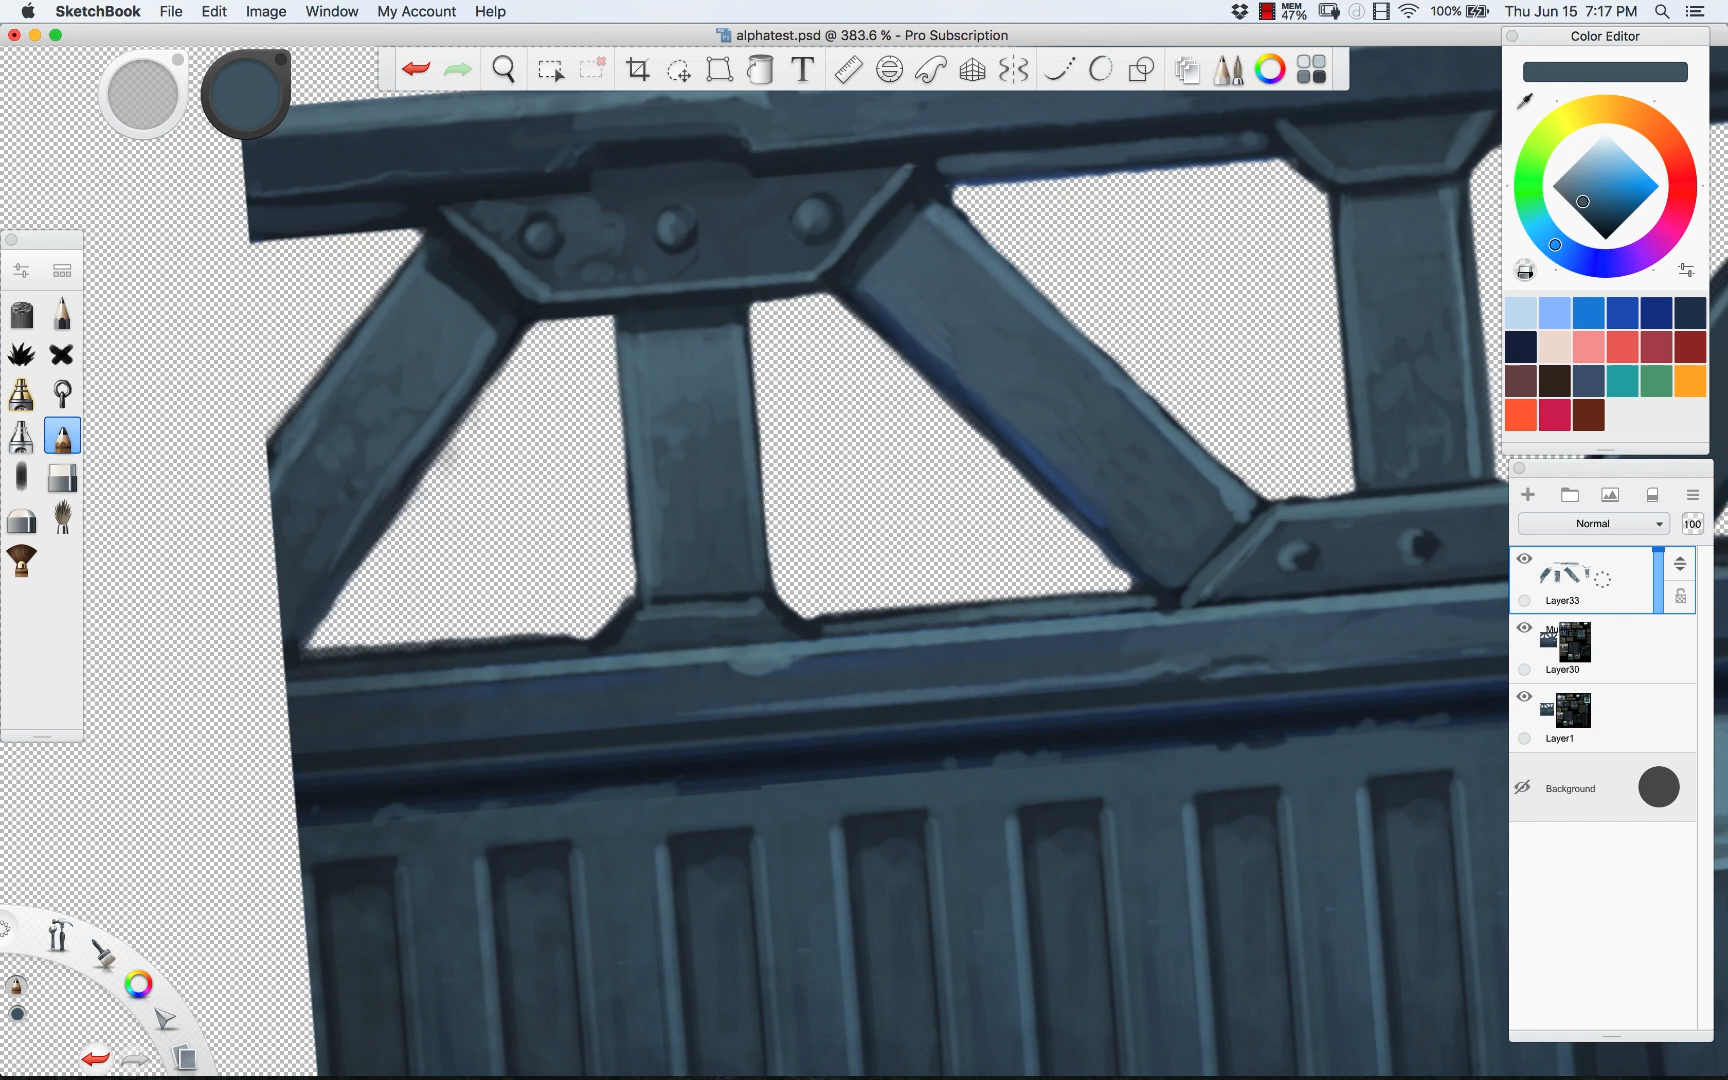 SketchBook File Edit Image Window My Account Help MEM 47% 100% Thu Jun 15 7:17 PM
alphatest.psd @ 383.6 % - Pro Subscription
Color Editor
T
Normal 100
Layer33
Layer30
Layer1
Background